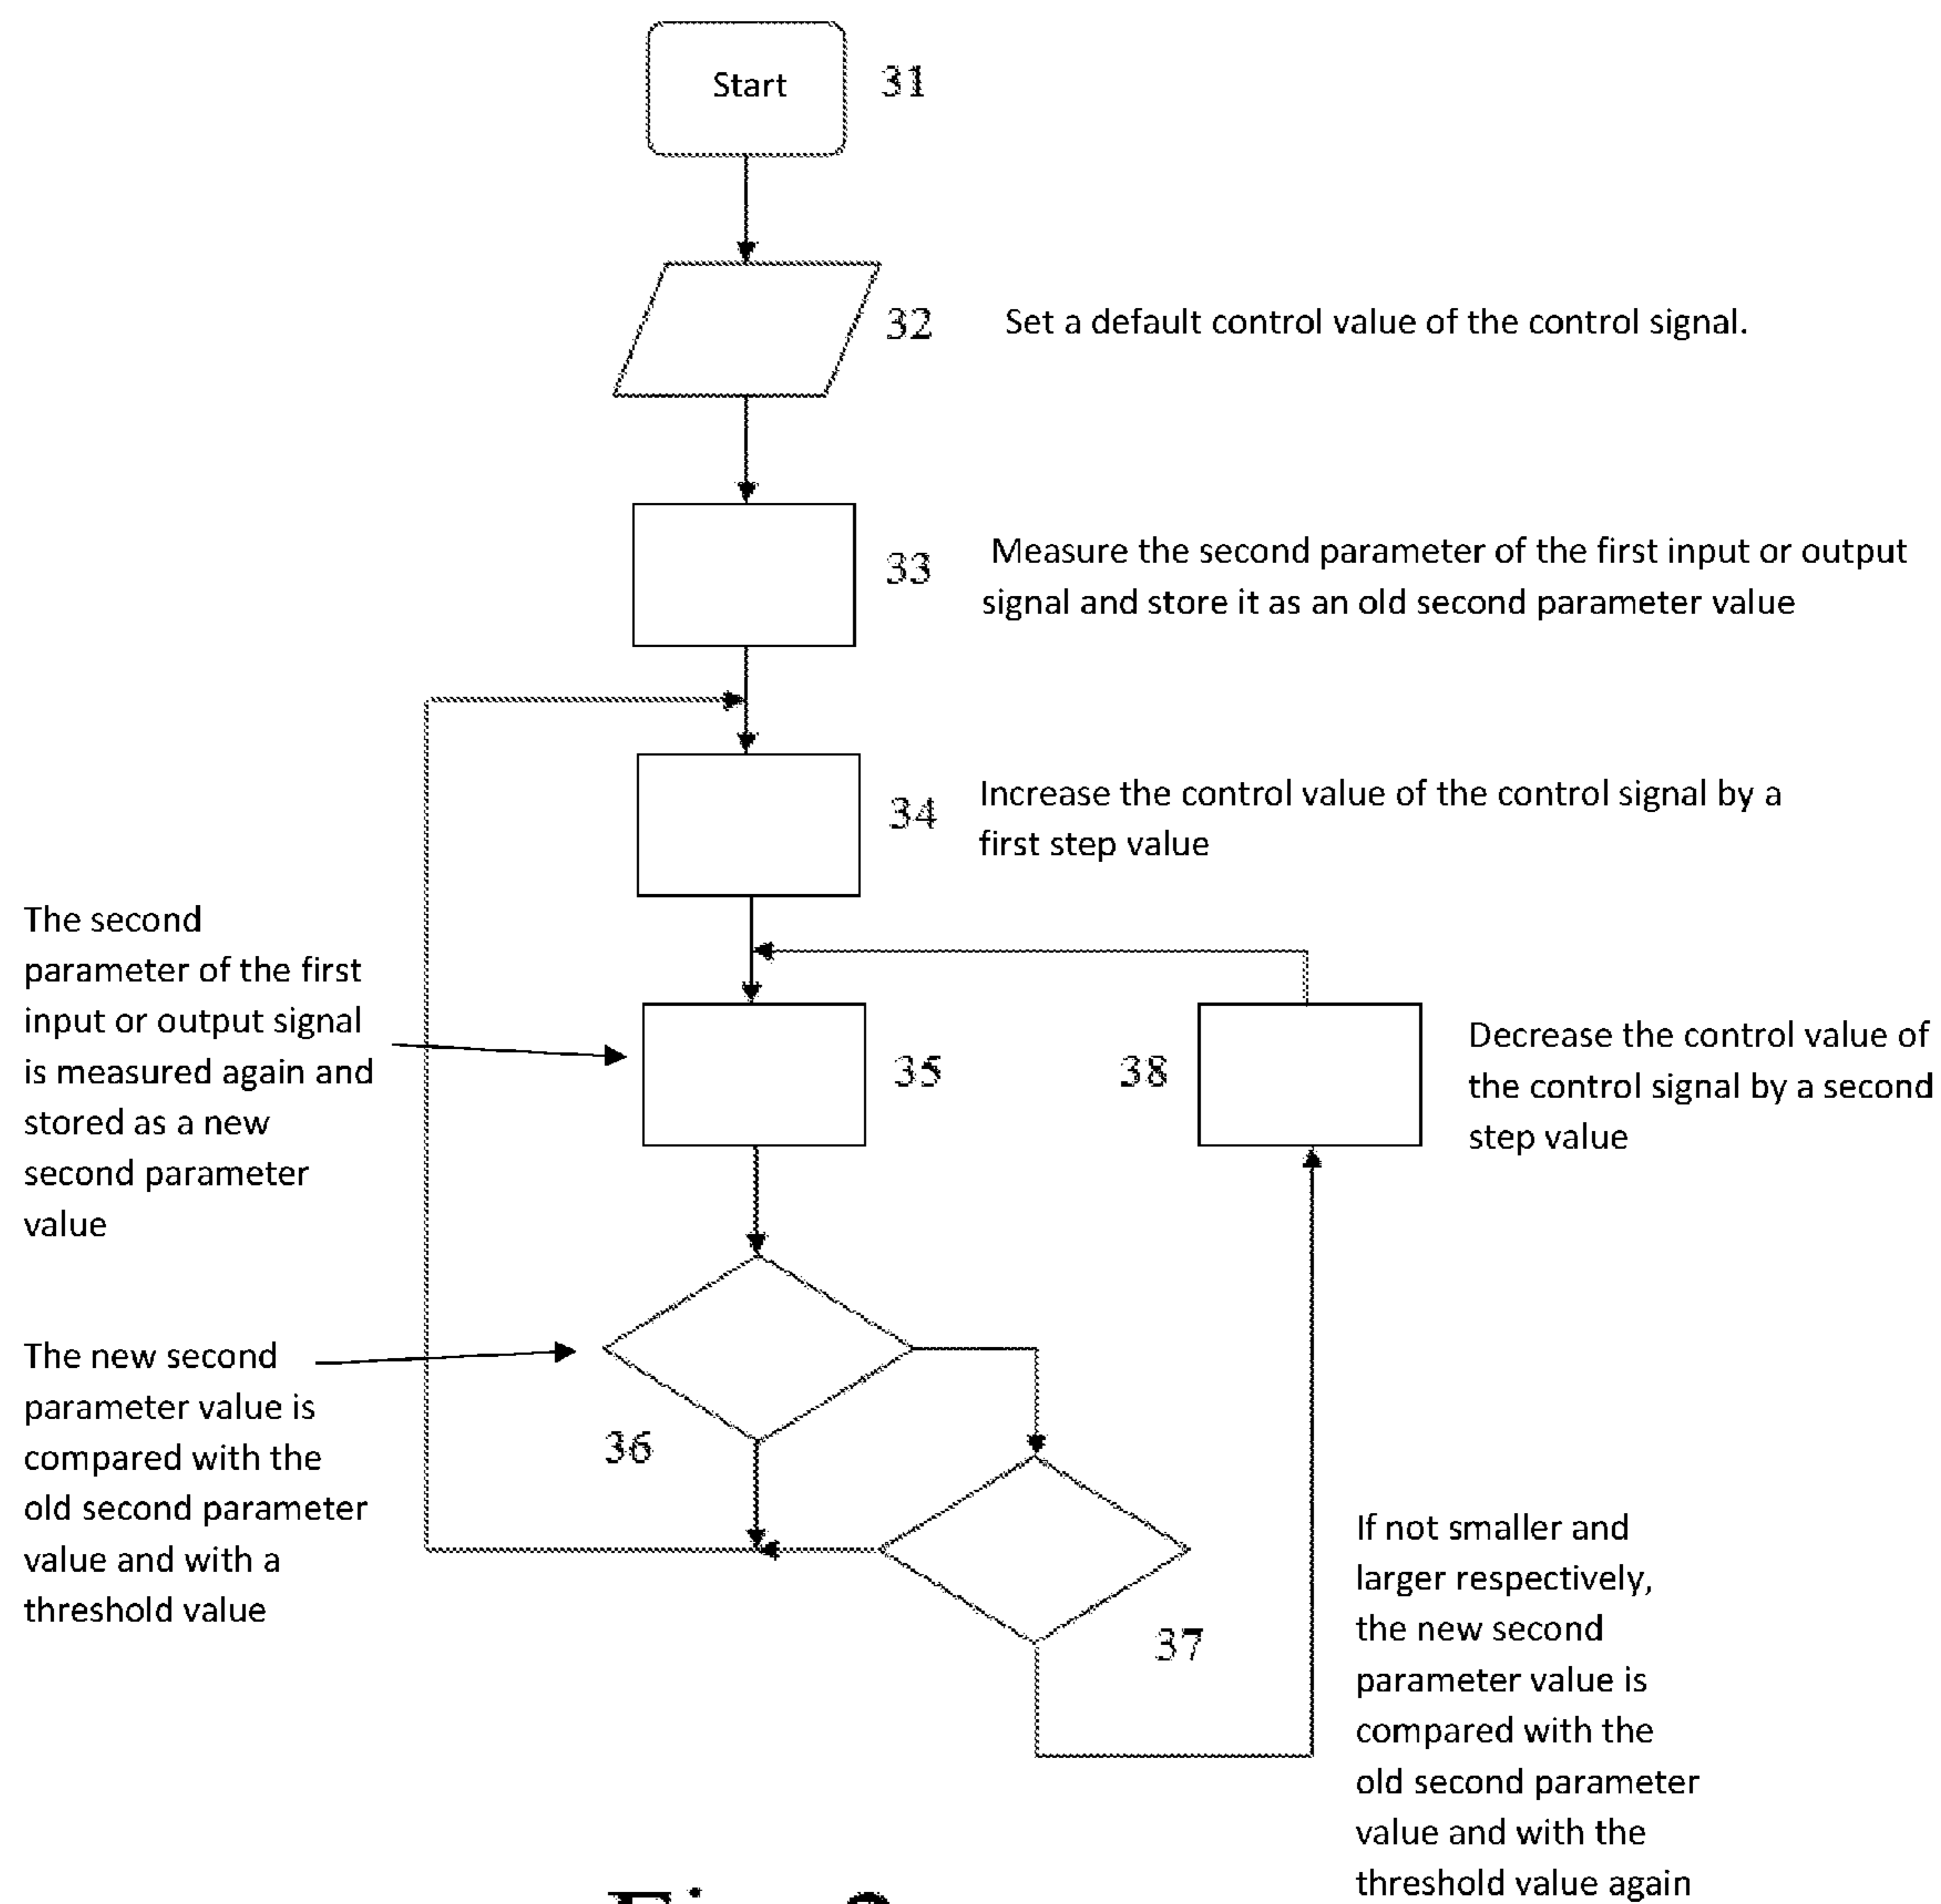 Start
31
32
Set a default control value of the control signal.
33
Measure the second parameter of the first input or output
signal and store it as an old second parameter value
34
Increase the control value of the control signal by a
first step value
The second
parameter of the first
input or output signal
is measured again and
stored as a new
second parameter
value
35
38
Decrease the control value of
the control signal by a second
step value
The new second
parameter value is
compared with the
old second parameter
value and with a
threshold value
36
37
If not smaller and
larger respectively,
the new second
parameter value is
compared with the
old second parameter
value and with the
threshold value again